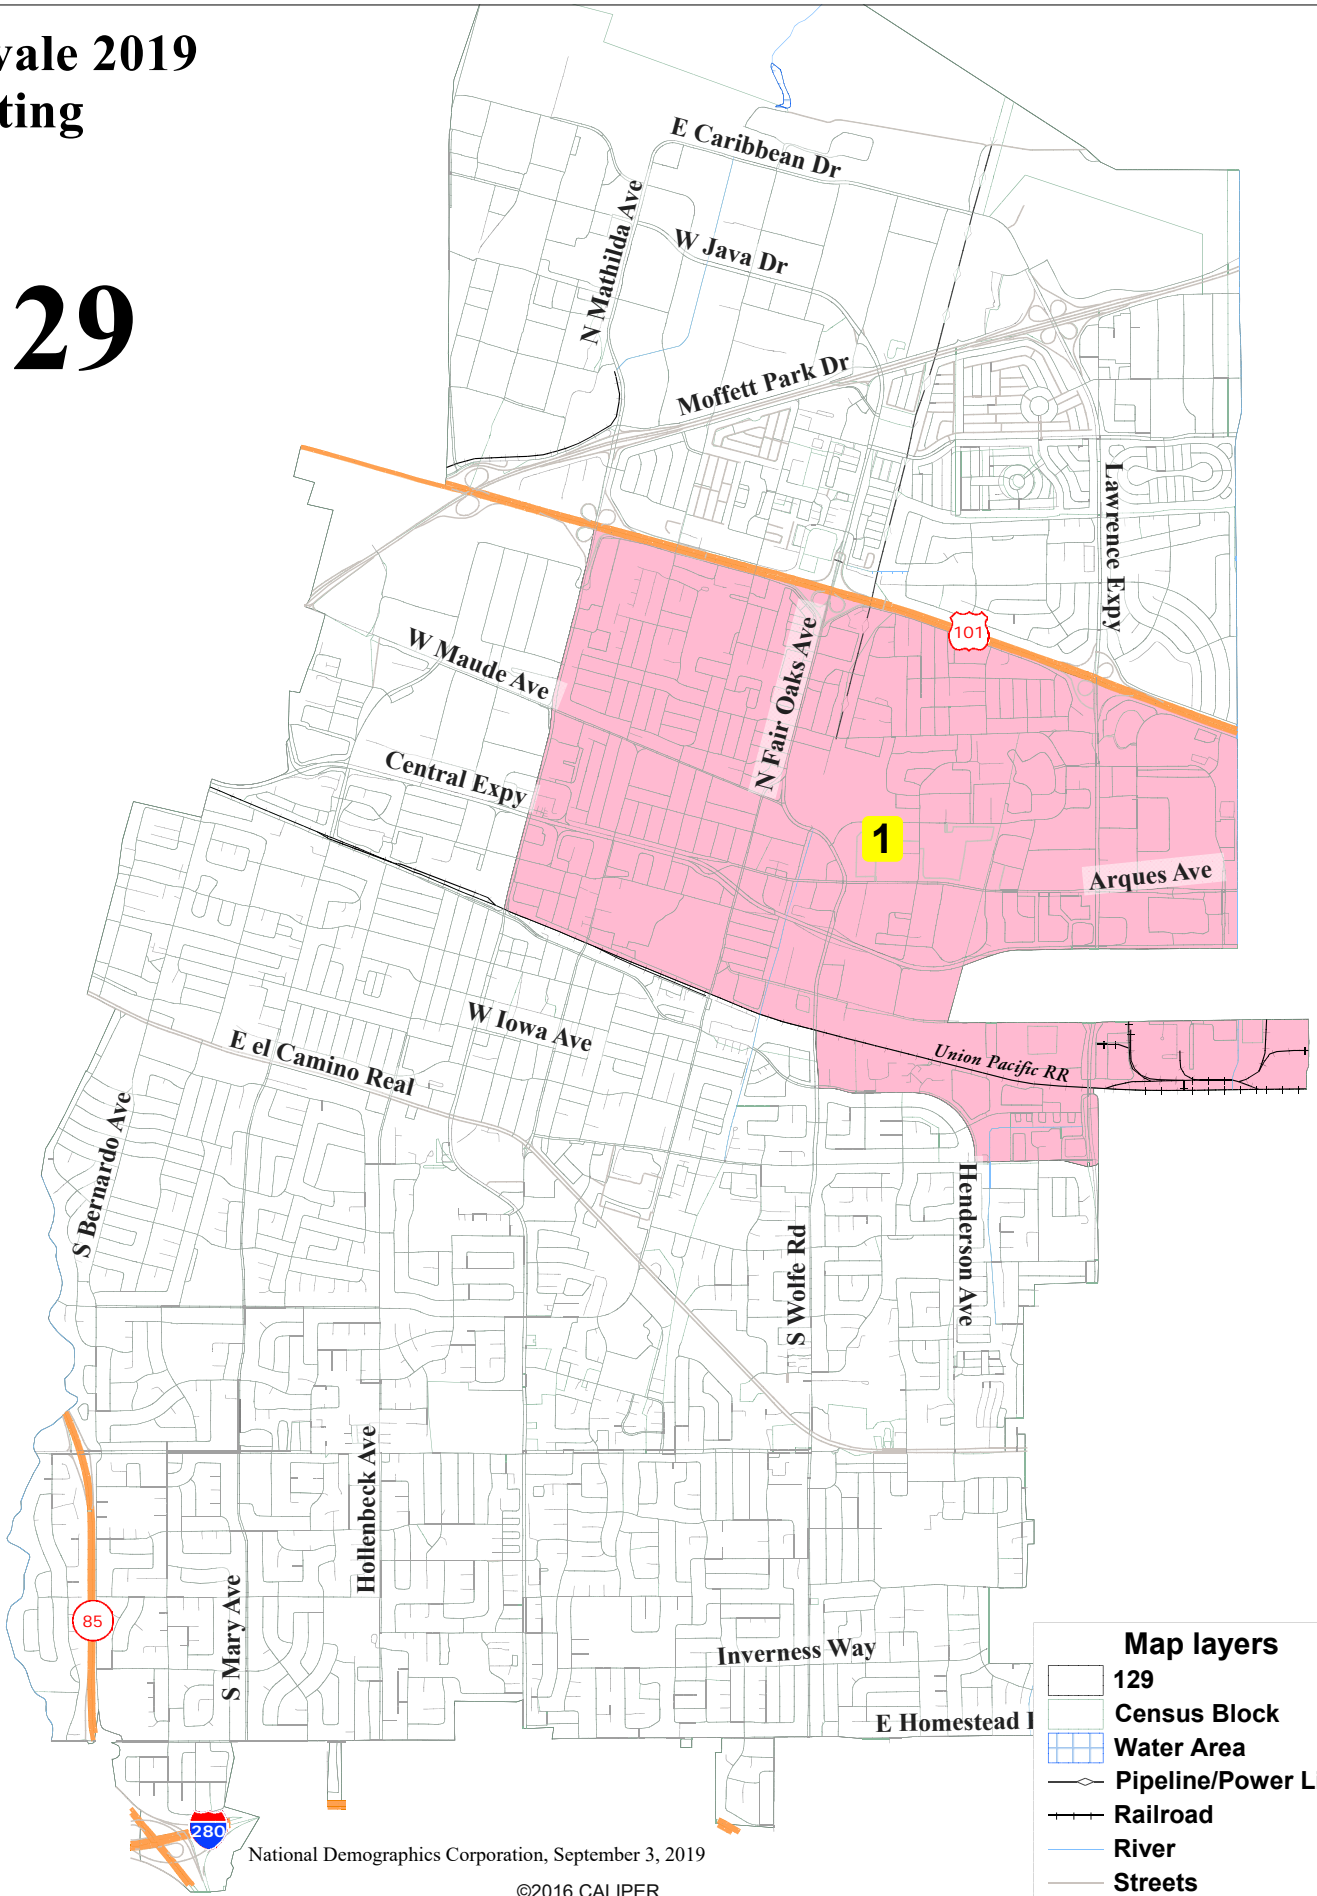 vale 2019
ting
29
E Caribbean Dr
N Mathilda Ave
W Java Dr
Moffett Park Dr
Lawrence Expy
101
W Maude Ave
N Fair Oaks Ave
Central Expy
1
Arques Ave
W Iowa Ave
E el Camino Real
Union Pacific RR
S Bernardo Ave
Henderson Ave
S Wolfe Rd
Hollenbeck Ave
S Mary Ave
85
Inverness Way
E Homestead
280
Map layers
129
Census Block
Water Area
Pipeline/Power Li
Railroad
River
Streets
National Demographics Corporation, September 3, 2019
©2016 CALIPER